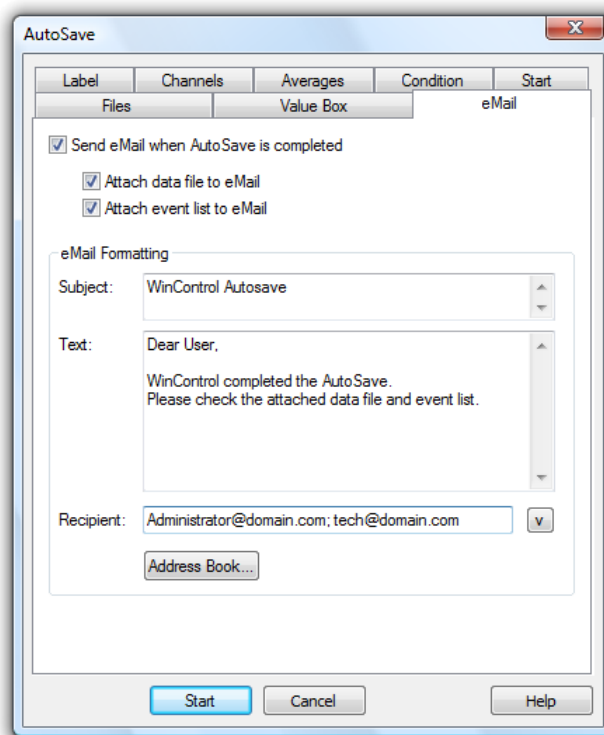 AutoSave
Label Channels Averages Condition Start
Files Value Box eMail
Send eMail when AutoSave is completed
Attach data file to eMail
Attach event list to eMail
eMail Formatting
Subject: WinControl Autosave
Text: Dear User,
WinControl completed the AutoSave.
Please check the attached data file and event list.
Recipient: Administrator@domain.com; tech@domain.com v
Address Book...
Start Cancel Help